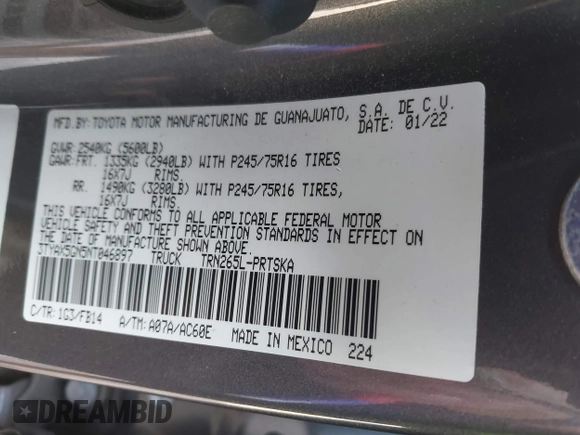 MFD.BY:TOYOTA MOTOR MANUFACTURING DE GUANAJUATO, S.A. DE C.V.
DATE: 01/22
GVWR:2540KG (5600LB)
GAWR:FRT. 1335KG (2940LB) WITH P245/75R16 TIRES
16X7J RIMS.
RR. 1490KG (3280LB) WITH P245/75R16 TIRES,
16X7J RIMS.
THIS VEHICLE CONFORMS TO ALL APPLICABLE FEDERAL MOTOR
VEHICLE SAFETY AND THEFT PREVENTION STANDARDS IN EFFECT ON
THE DATE OF MANUFACTURE SHOWN ABOVE.
TRUCK TRN265L-PRTSKA
C/TR: 1G3/FB14 A/TM: A07A/AC60E MADE IN MEXICO 224
DREAMBID